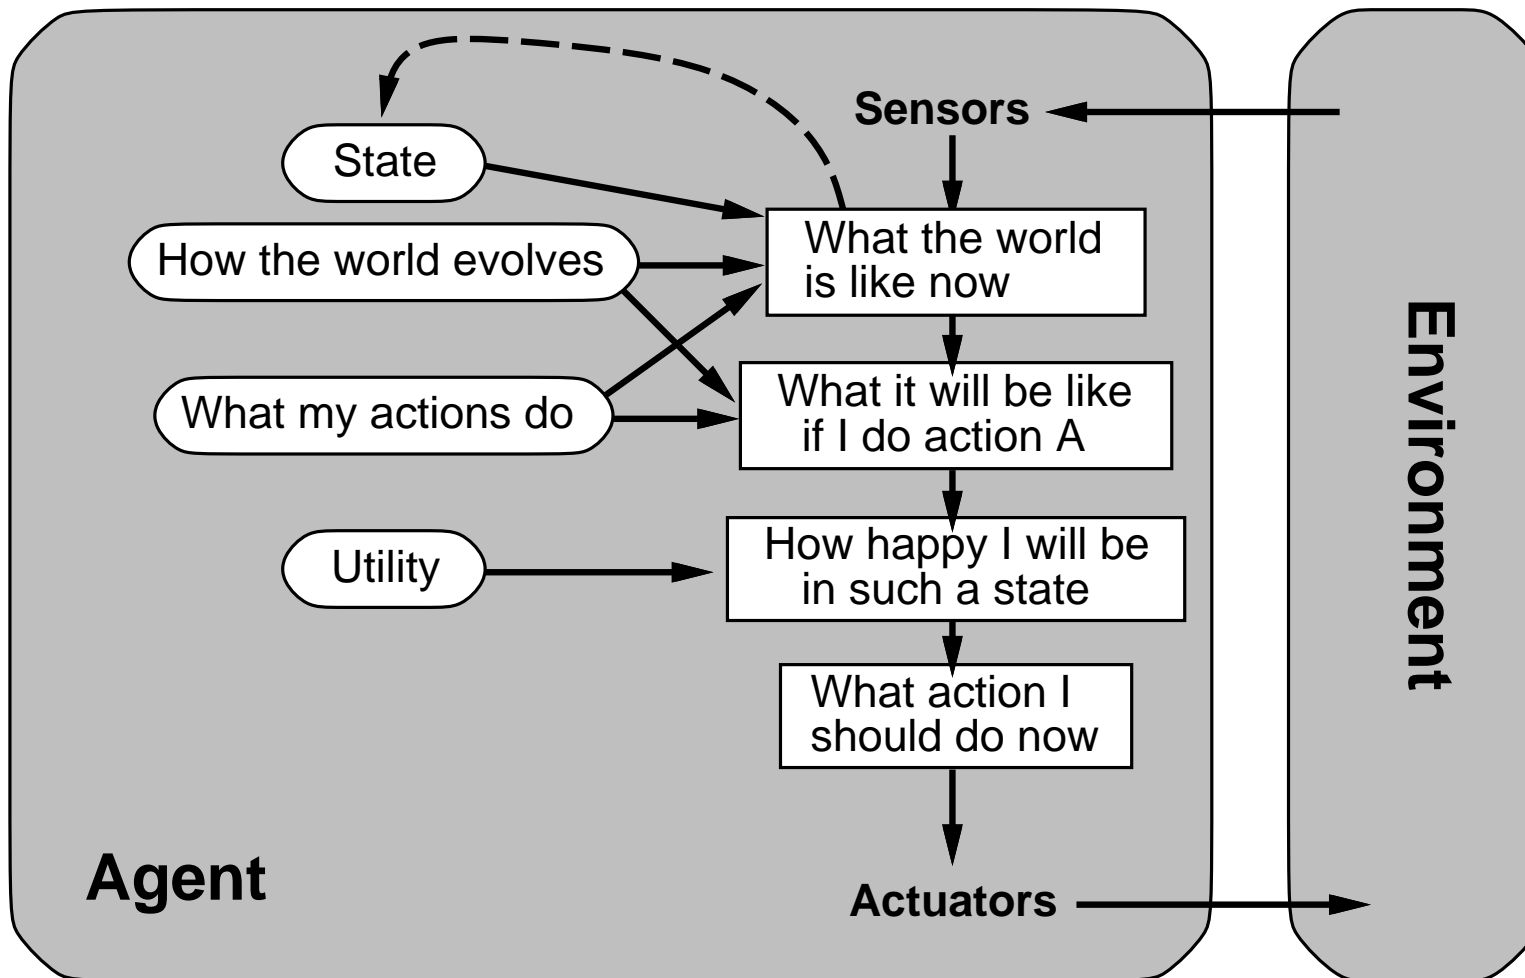 Sensors
State
What the world
is like now
How the world evolves
What my actions do
What it will be like
if I do action A
Utility
How happy I will be
in such a state
What action I
should do now
Agent
Actuators
Environment